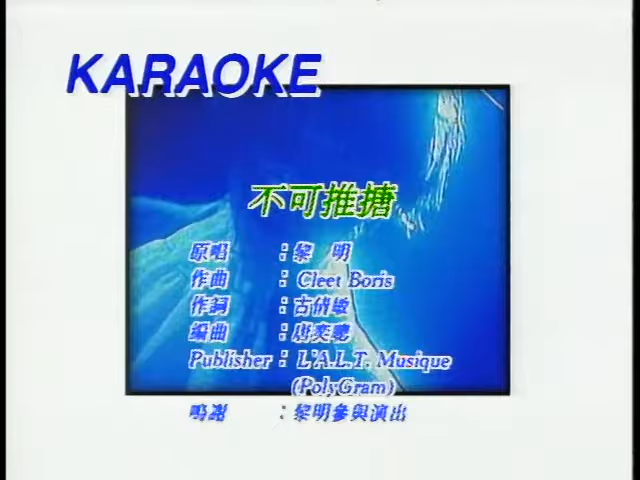 KARAOKE
不可推搪
原唱 :黎 明
作曲 : Cleet Boris
作詞 :古倩敏
編曲 :唐奕聰
Publisher : L'A.L.T. Musique
(PolyGram)
鳴謝 :黎明參與演出